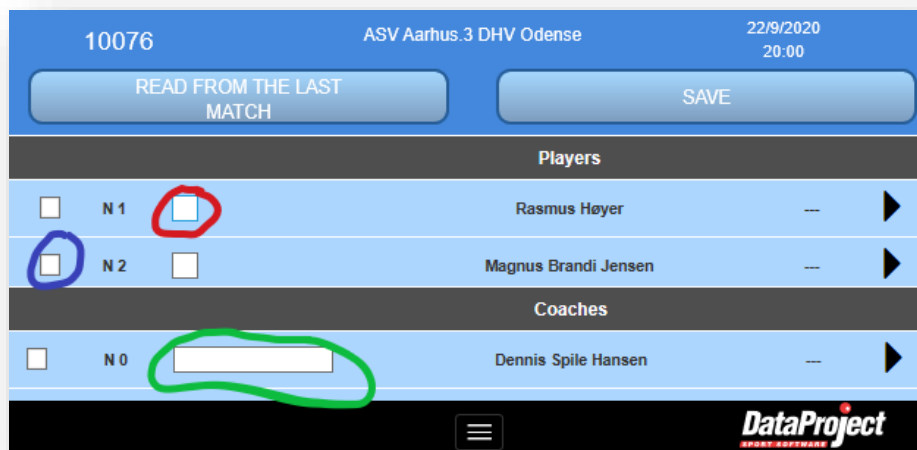 10076 ASV Aarhus.3 DHV Odense 22/9/2020
20:00
READ FROM THE LAST
MATCH
SAVE
Players
N 1 Rasmus Høyer ---
N 2 Magnus Brandi Jensen ---
Coaches
N 0 Dennis Spile Hansen ---
DataProject
SPORT SOFTWARE